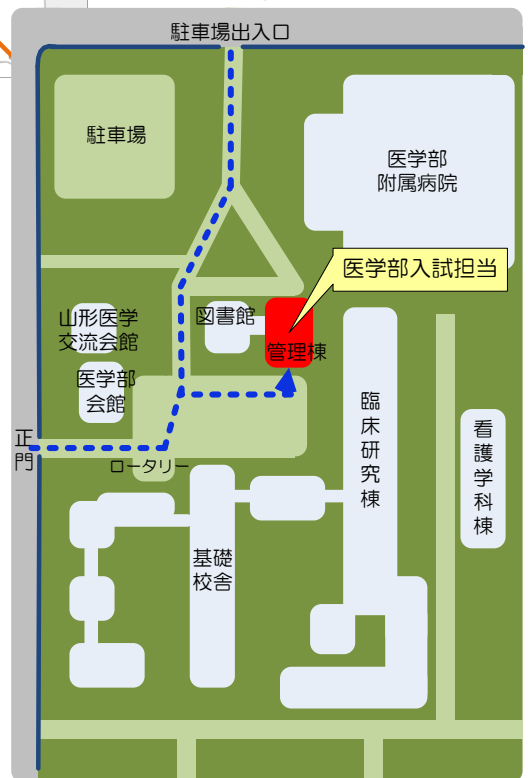 駐車場出入口
駐車場
医学部
附属病院
医学部入試担当
山形医学
交流会館
図書館
管理棟
医学部
会館
臨床研究棟
看護学科棟
正門
ロータリー
基礎
校舎